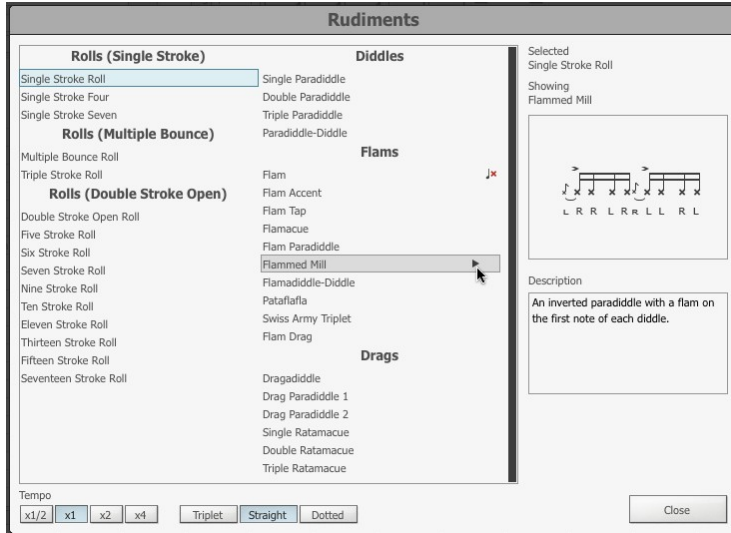 Rudiments
Rolls (Single Stroke)
Single Stroke Roll
Single Stroke Four
Single Stroke Seven
Rolls (Multiple Bounce)
Multiple Bounce Roll
Triple Stroke Roll
Rolls (Double Stroke Open)
Double Stroke Open Roll
Five Stroke Roll
Six Stroke Roll
Seven Stroke Roll
Nine Stroke Roll
Ten Stroke Roll
Eleven Stroke Roll
Thirteen Stroke Roll
Fifteen Stroke Roll
Seventeen Stroke Roll
Diddles
Single Paradiddle
Double Paradiddle
Triple Paradiddle
Paradiddle-Diddle
Flams
Flam
Flam Accent
Flam Tap
Flamacue
Flam Paradiddle
Flammed Mill
Flamadiddle-Diddle
Pataflafla
Swiss Army Triplet
Flam Drag
Drags
Dragadiddle
Drag Paradiddle 1
Drag Paradiddle 2
Single Ratamacue
Double Ratamacue
Triple Ratamacue
Selected
Single Stroke Roll
Showing
Flammed Mill
L R R L R R L L R L
Description
An inverted paradiddle with a flam on
the first note of each diddle.
Tempo
x1/2 x1 x2 x4 Triplet Straight Dotted
Close